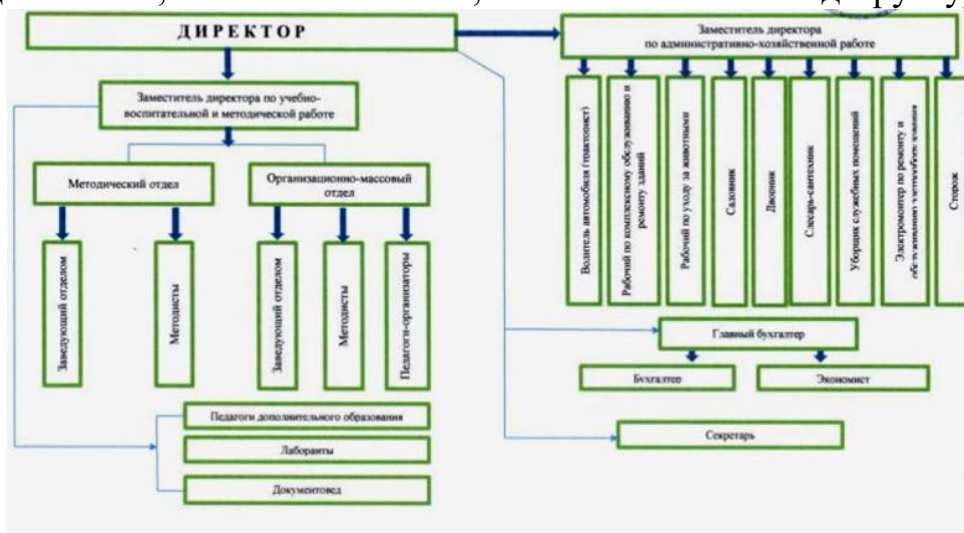 ДИРЕКТОР
Заместитель директора
по административно-хозяйственной работе
Заместитель директора по учебно-
воспитательной и методической работе
Методический отдел
Организационно-массовый
отдел
Заведующий отделом
Методисты
Заведующий отделом
Методисты
Педагоги-организаторы
Водитель автомобиля (тракторист)
Рабочий по комплексному обслуживанию и
ремонту зданий
Рабочий по уходу за животными
Садовник
Дворник
Слесарь-сантехник
Уборщик служебных помещений
Электромонтер по ремонту и
обслуживанию электрооборудования
Сторож
Главный бухгалтер
Бухгалтер
Экономист
Секретарь
Педагоги дополнительного образования
Лаборанты
Документовед